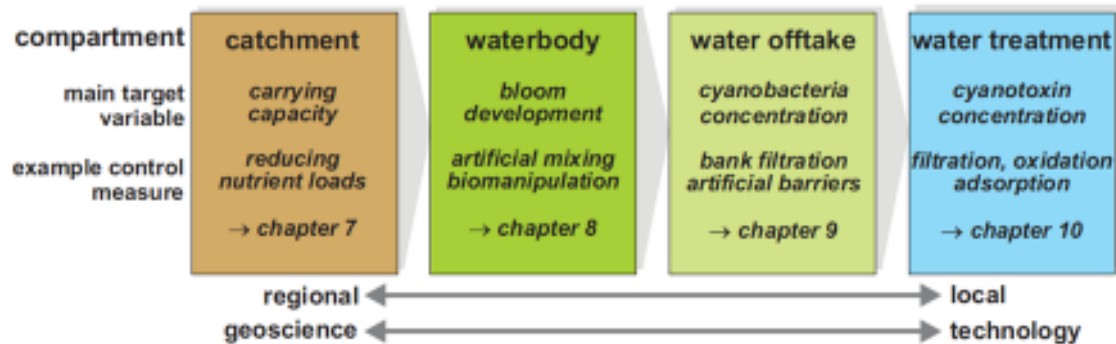 compartment catchment waterbody water offtake water treatment
main target carrying bloom cyanobacteria cyanotoxin
variable capacity development concentration concentration
example control reducing artificial mixing bank filtration filtration, oxidation
measure nutrient loads biomanipulation artificial barriers adsorption
→ chapter 7 → chapter 8 → chapter 9 → chapter 10
regional local
geoscience technology